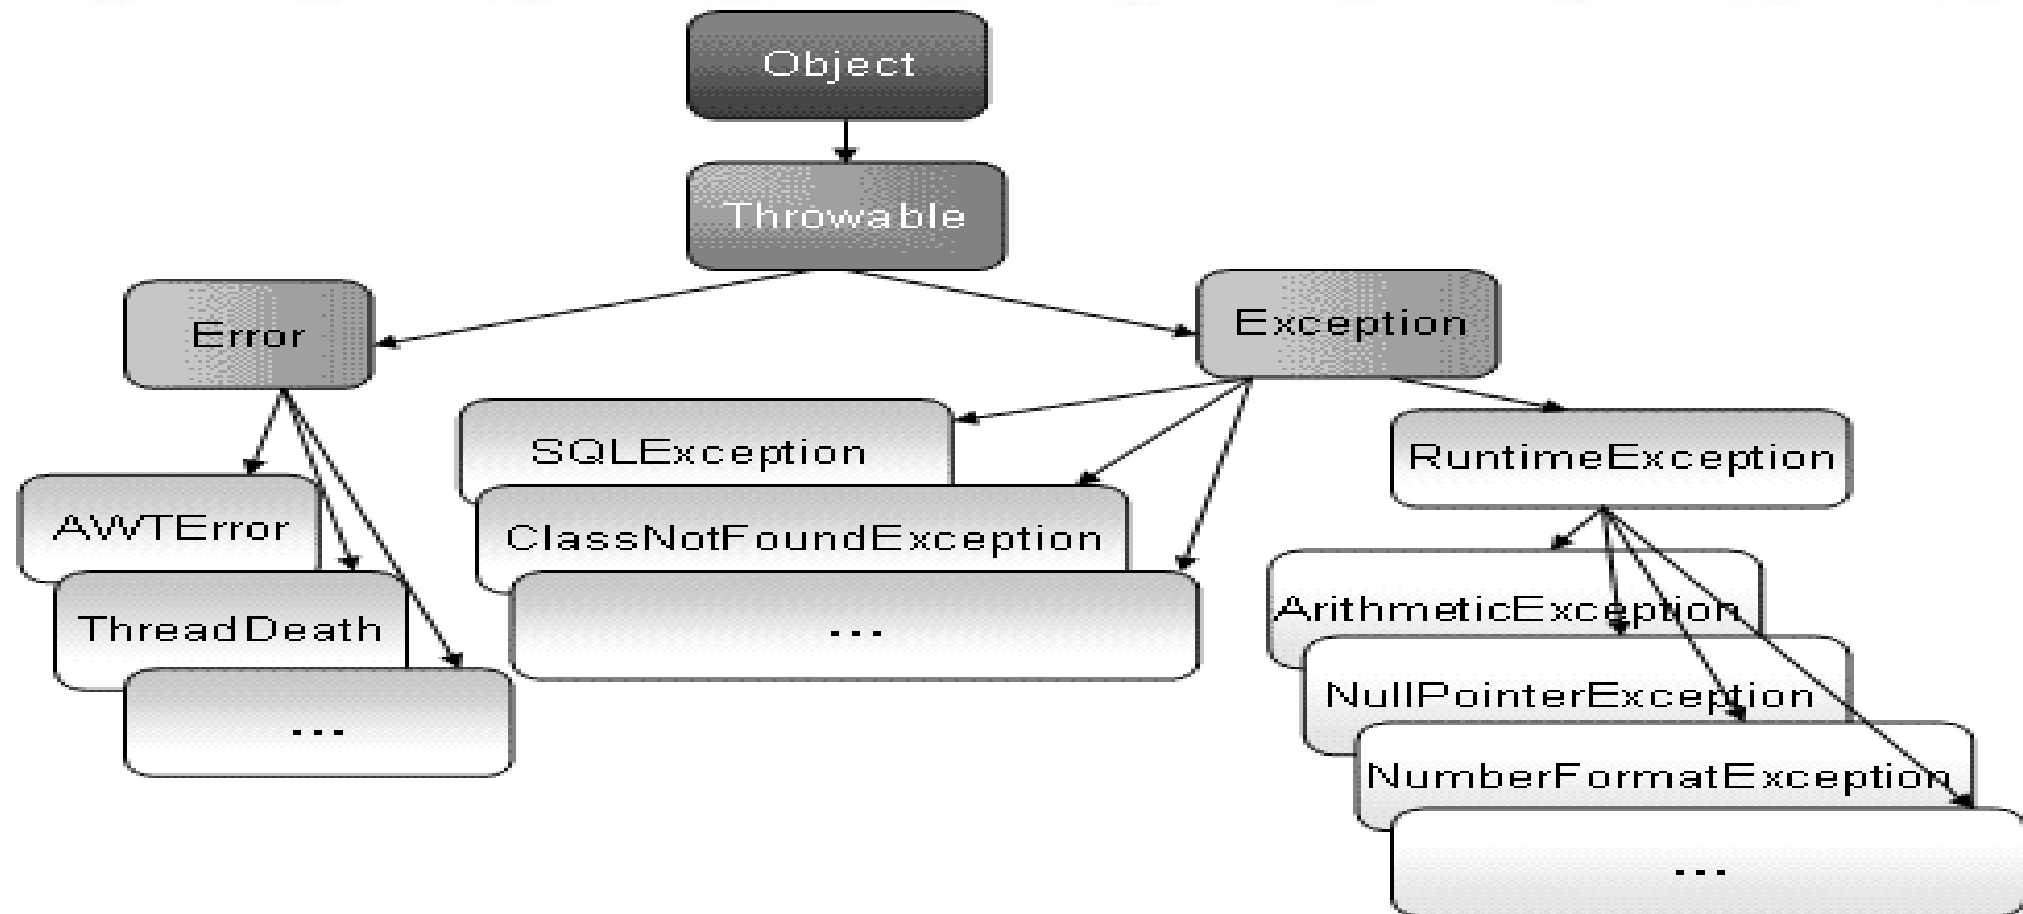 Object
Throwable
Error
Exception
SQLException
RuntimeException
AWTError
ClassNotFoundException
ThreadDeath
...
ArithmeticException
NullPointerException
...
NumberFormatException
...